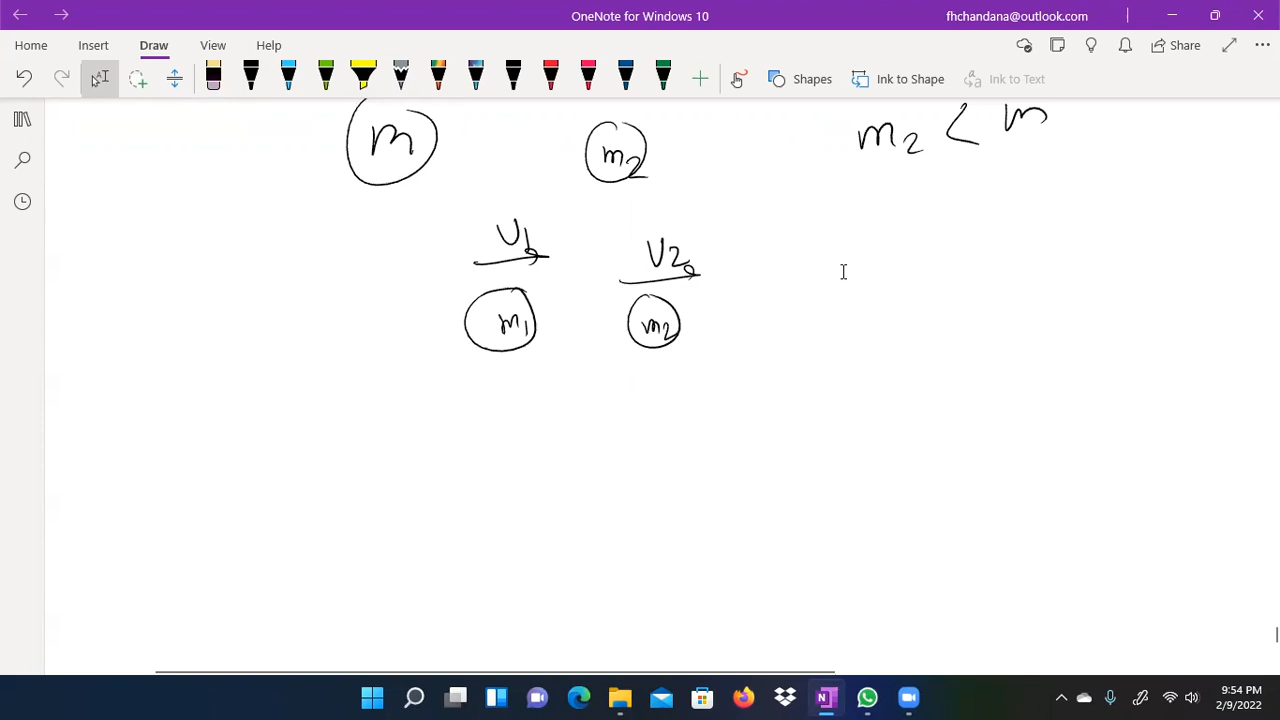 OneNote for Windows 10
fhchandana@outlook.com
Home Insert Draw View Help
Share
Shapes
Ink to Shape
Ink to Text
m
m2
m2 < m
V1
V2
m1
m2
9:54 PM
2/9/2022